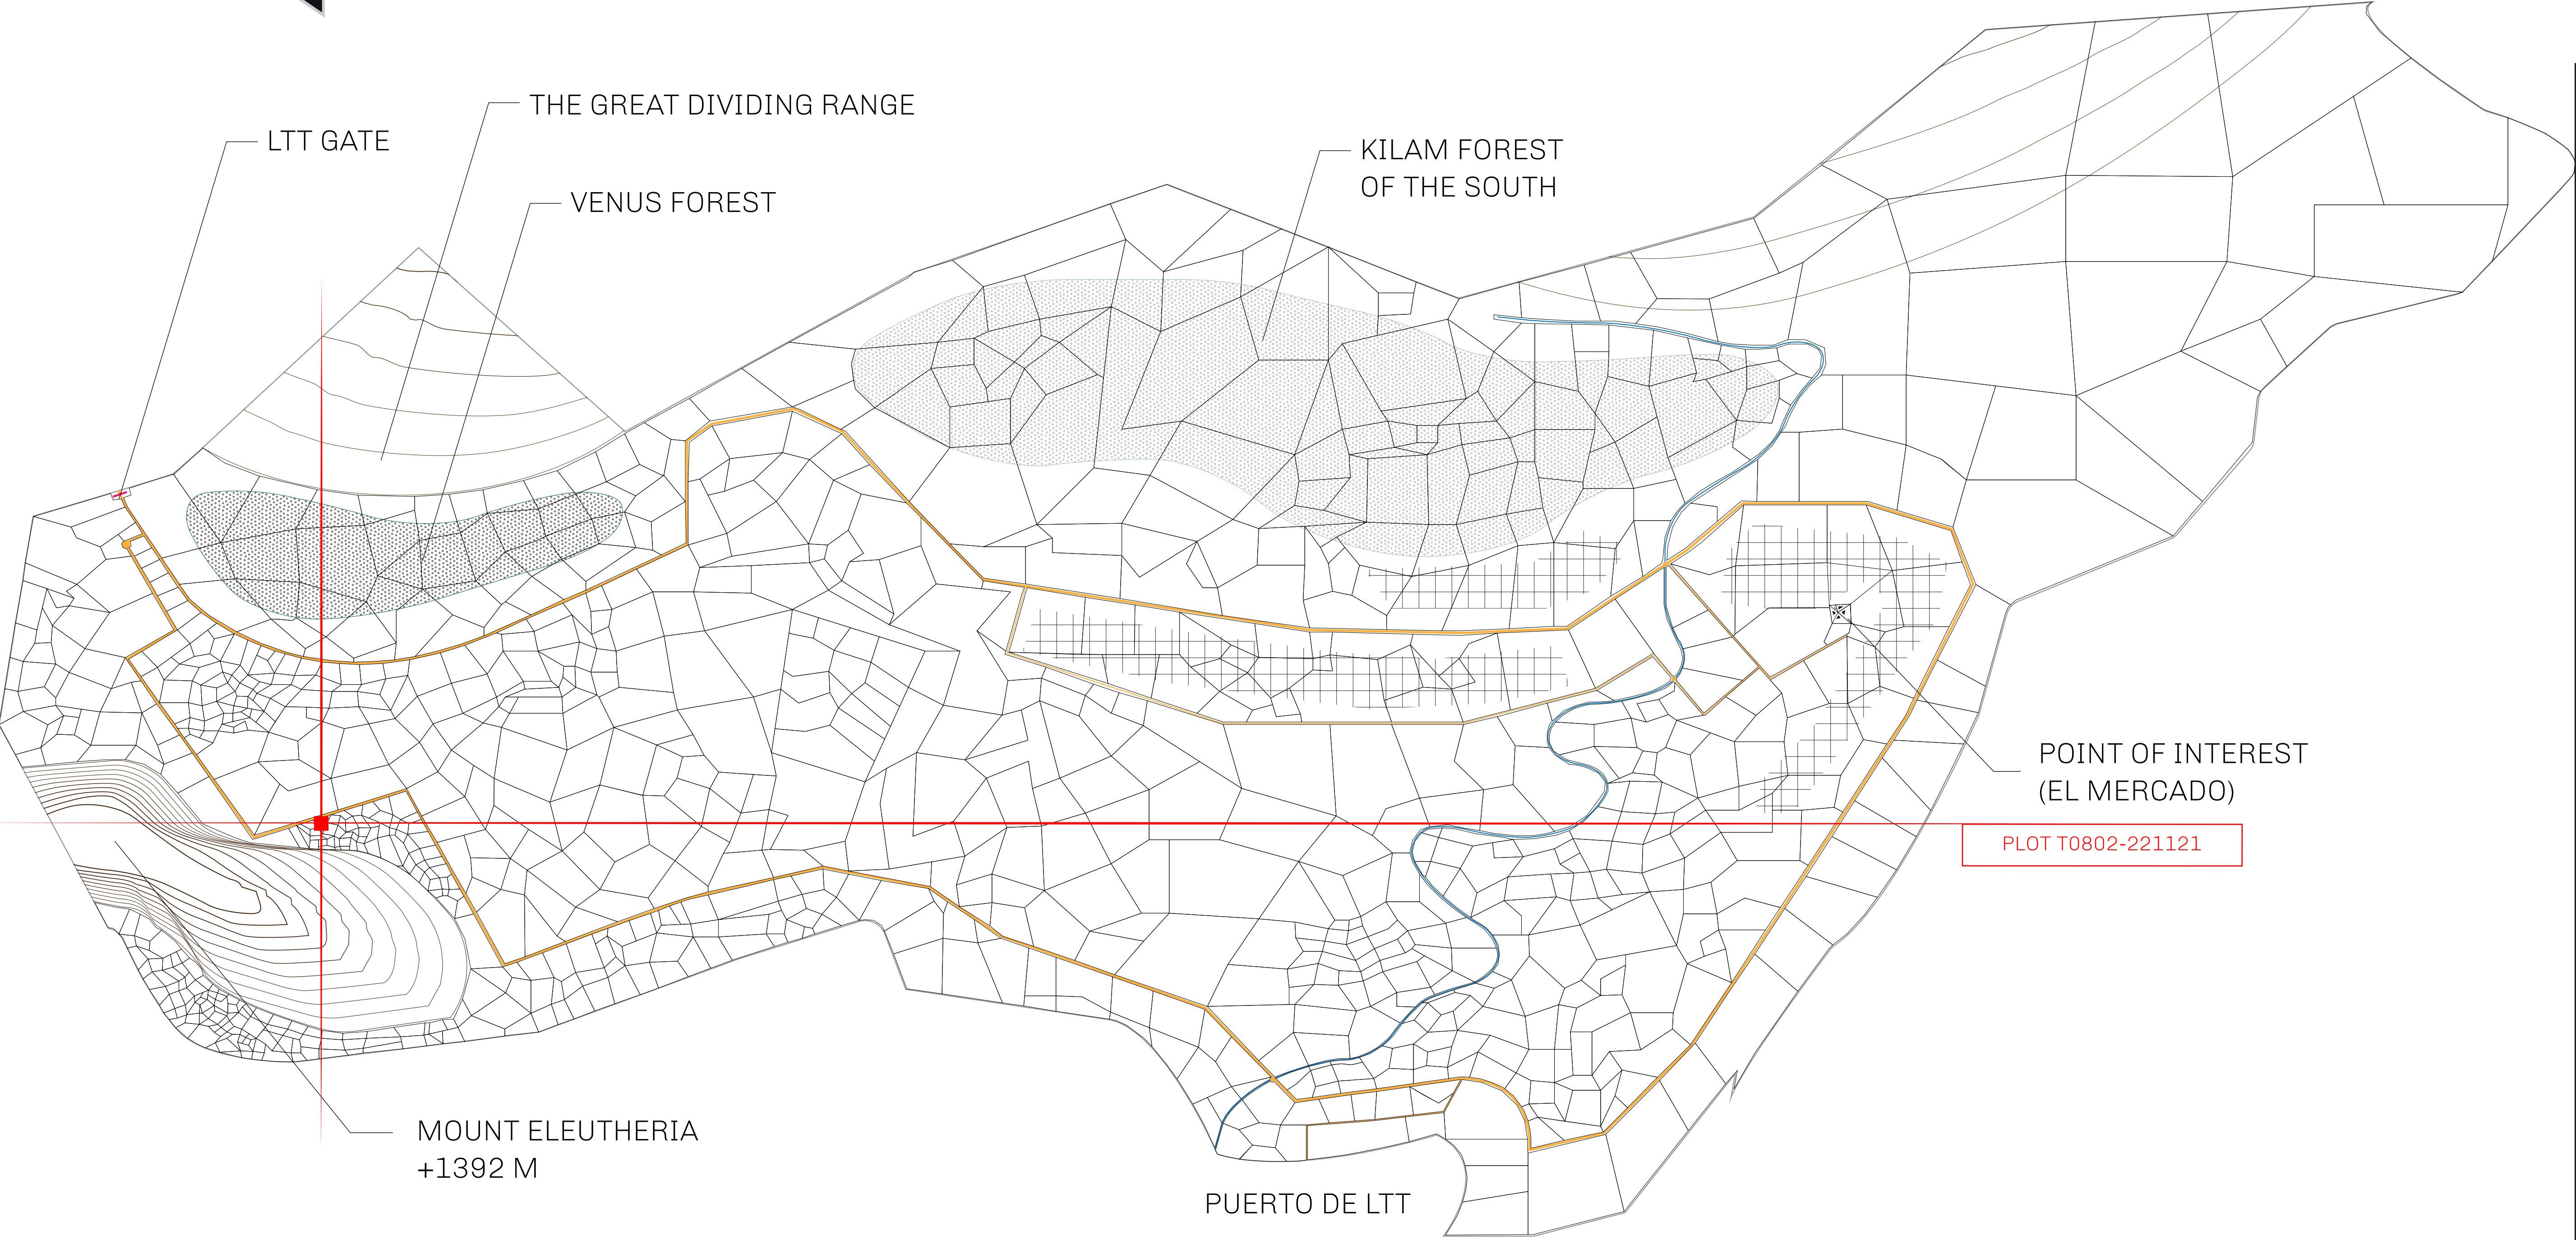 THE GREAT DIVIDING RANGE
LTT GATE
KILAM FOREST
OF THE SOUTH
VENUS FOREST
POINT OF INTEREST
(EL MERCADO)
PLOT T0802-221121
MOUNT ELEUTHERIA
+1392 M
PUERTO DE LTT